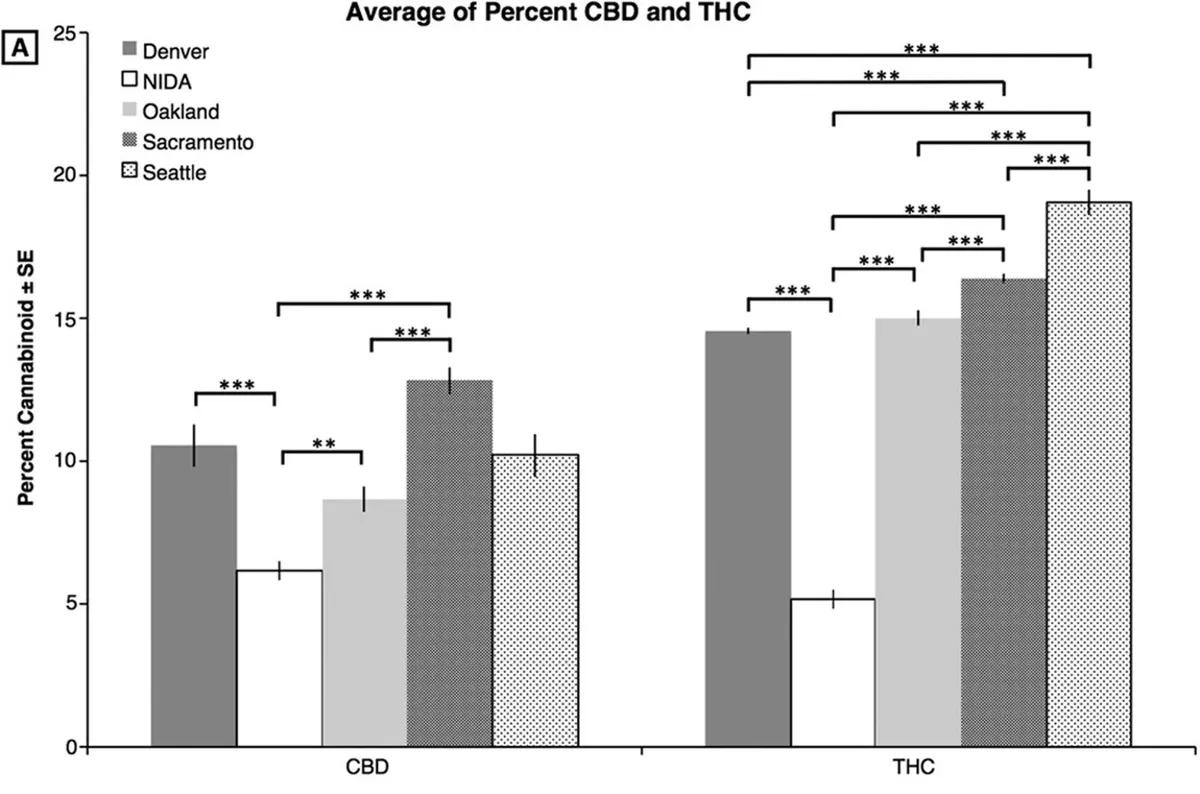 Average of Percent CBD and THC
A
Denver
NIDA
Oakland
Sacramento
Seattle
Percent Cannabinoid ± SE
25
20
15
10
5
0
***
***
**
***
***
***
***
***
***
***
***
***
***
***
CBD
THC